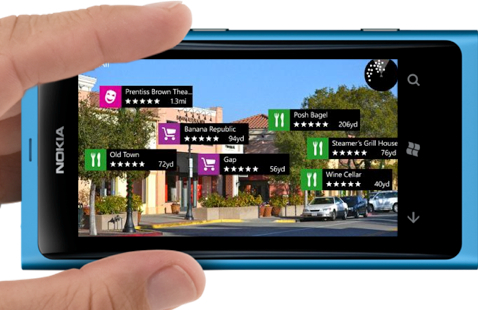 NOKIA
Prentiss Brown Thea...
1.3mi
Posh Bagel
206yd
Banana Republic
94yd
Steamer's Grill House
76yd
Old Town
72yd
Gap
56yd
Wine Cellar
40yd